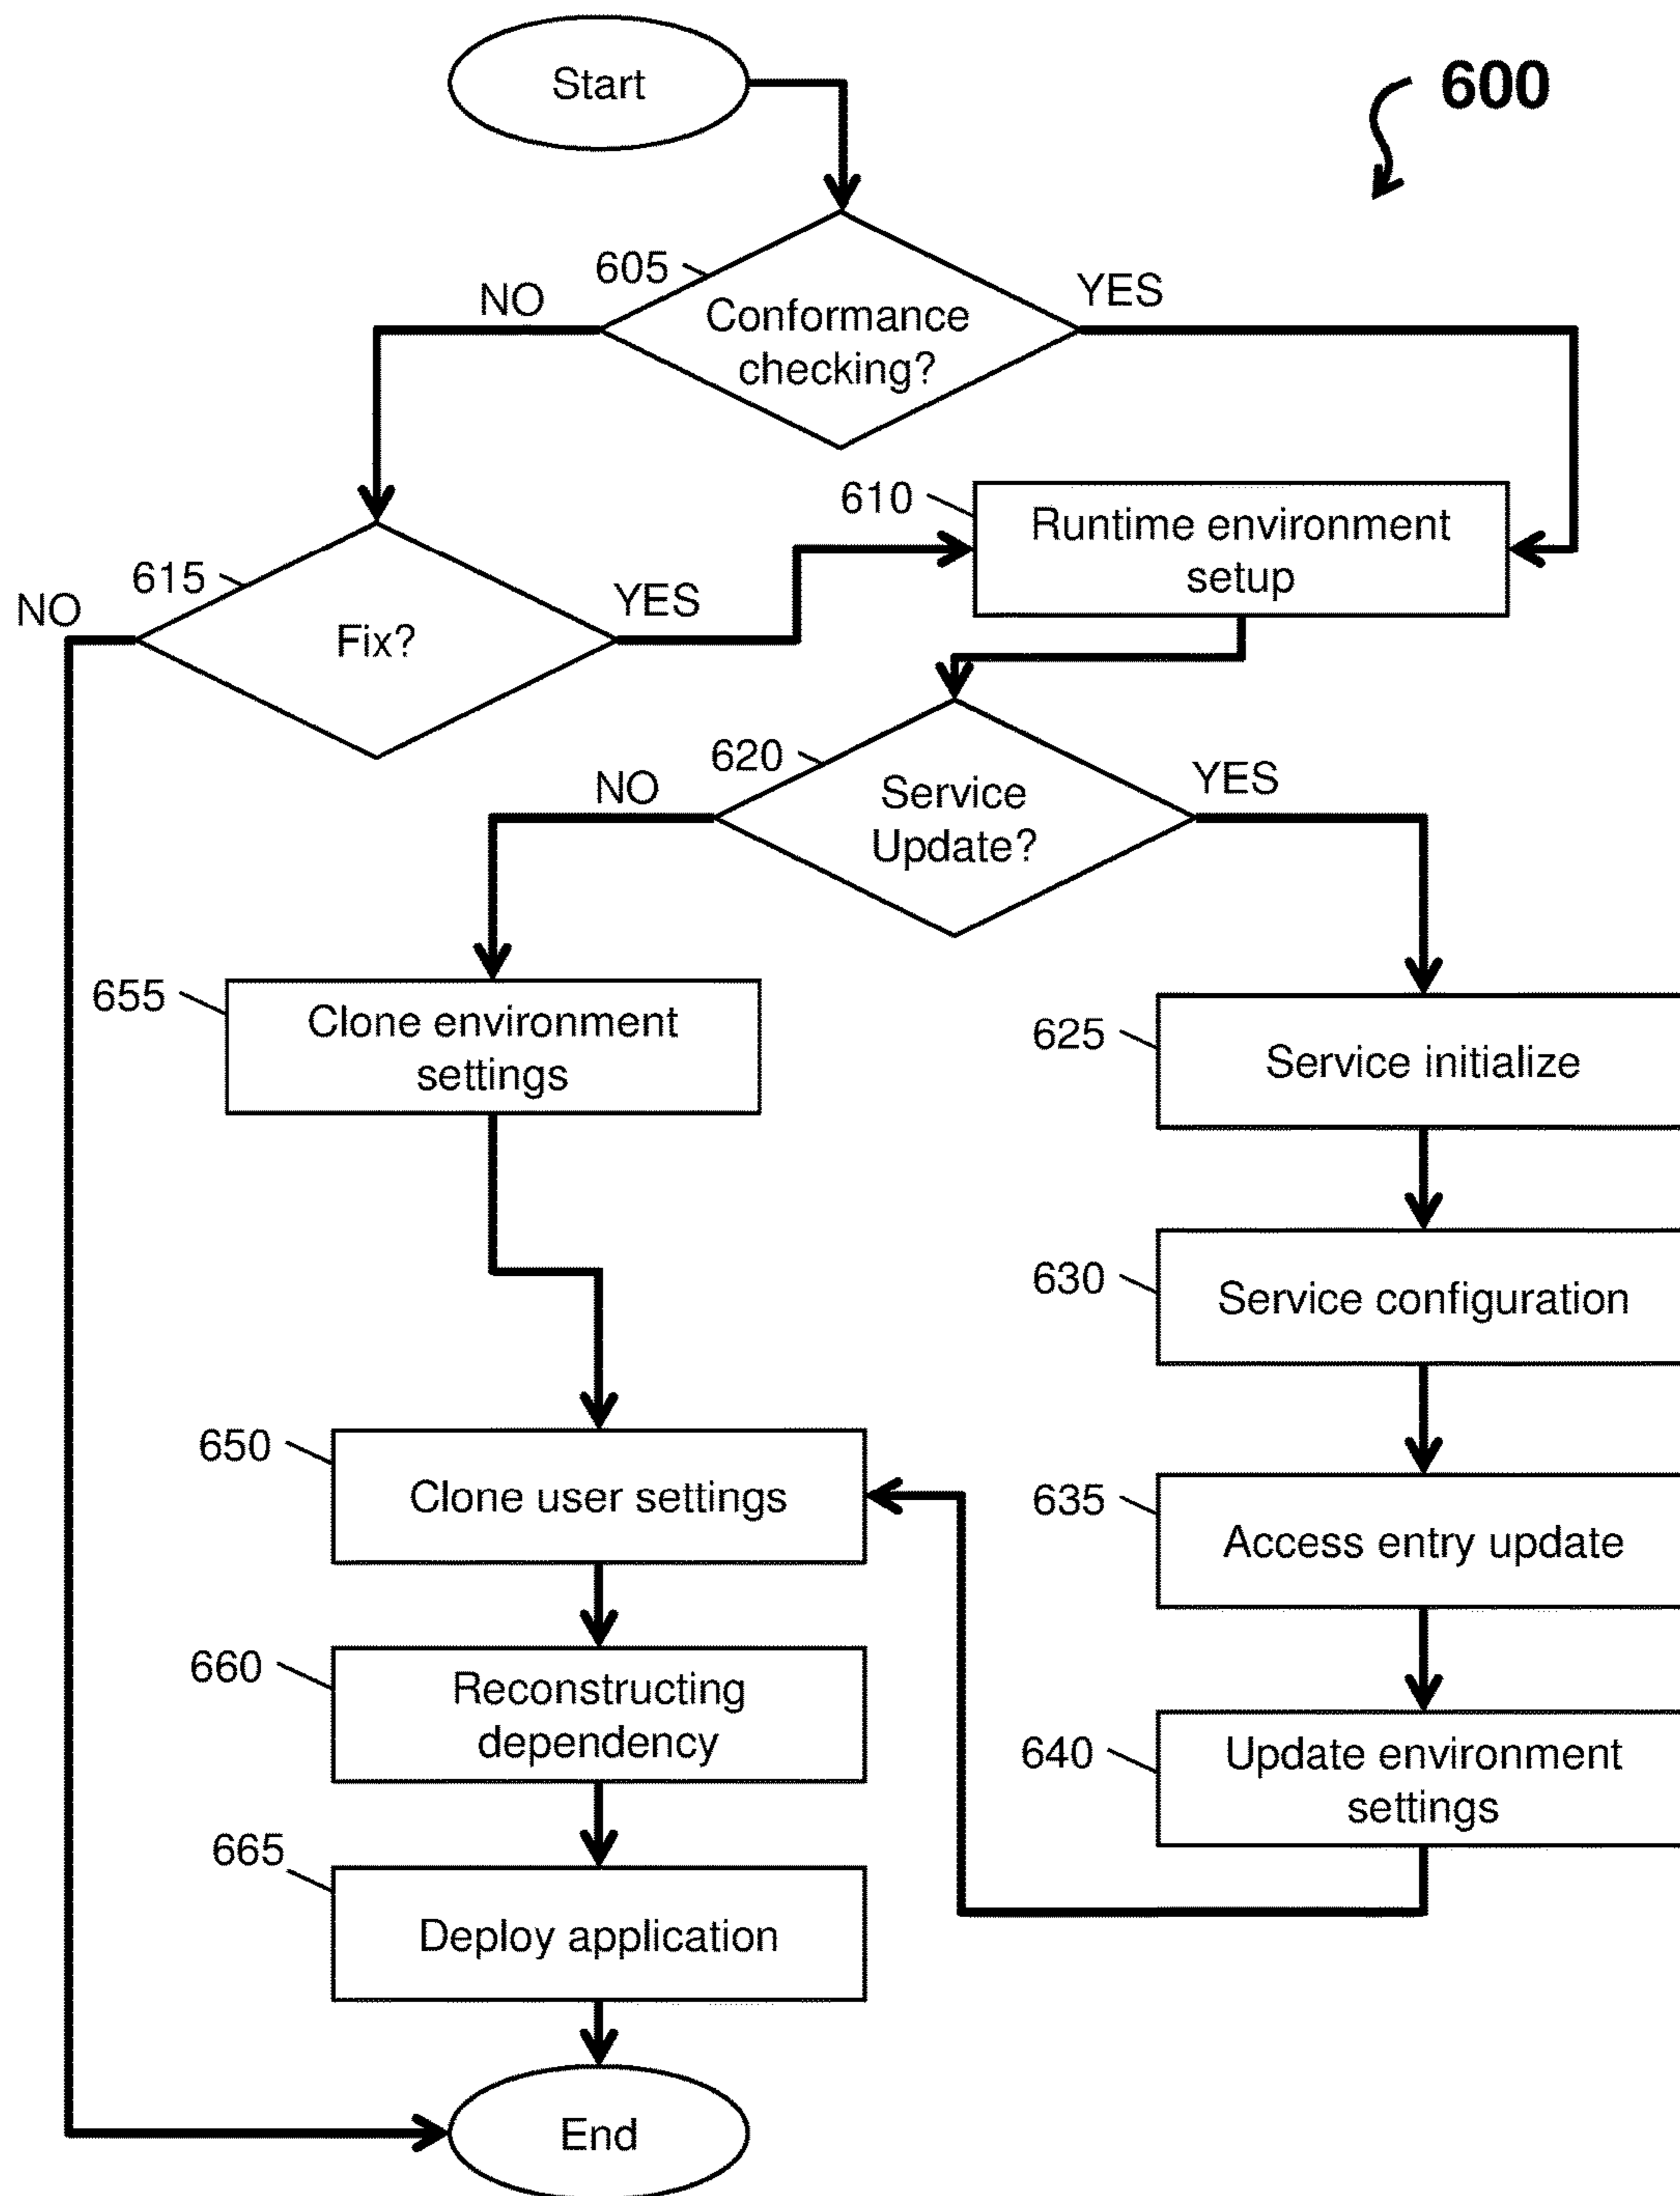 Start
600
605
NO
YES
Conformance
checking?
610
Runtime environment
setup
615
NO
YES
Fix?
620
NO
YES
Service
Update?
655
Clone environment
settings
625
Service initialize
630
Service configuration
650
Clone user settings
635
Access entry update
660
Reconstructing
dependency
640
Update environment
settings
665
Deploy application
End